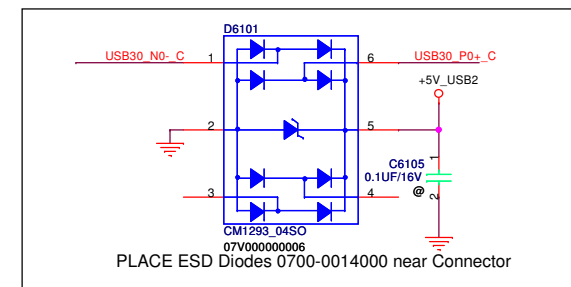 D6101
USB30_N0-_C
1
6
USB30_P0+_C
+5V_USB2
2
5
C6105
0.1UF/16V
@
1
2
3
4
CM1293_04SO
07V000000006
PLACE ESD Diodes 0700-0014000 near Connector